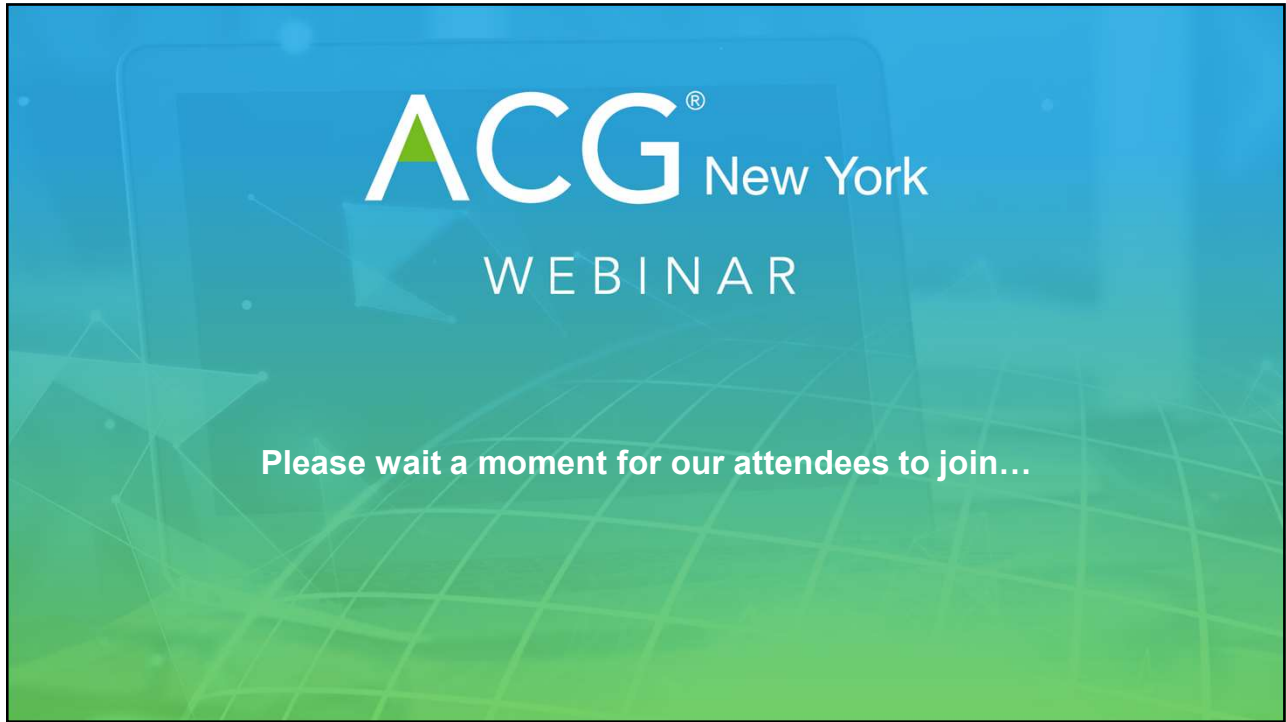 ACG® New York
WEBINAR
Please wait a moment for our attendees to join…